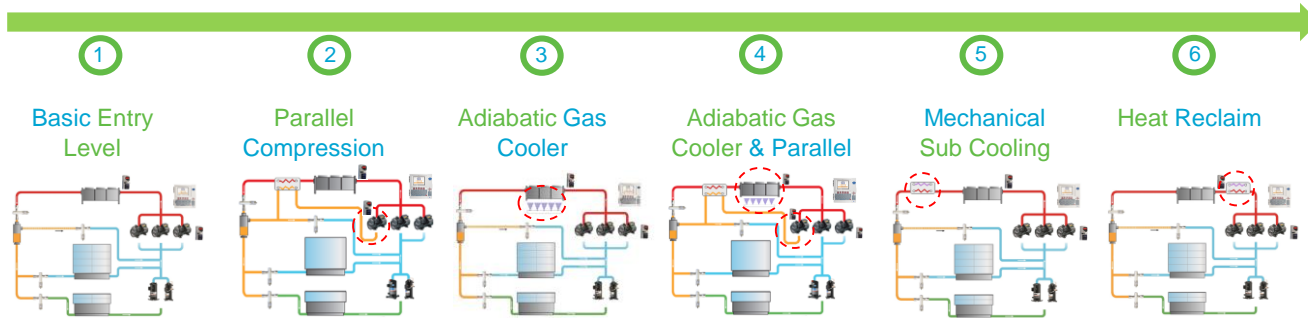 1
2
3
4
5
6
Basic Entry
Level
Parallel
Compression
Adiabatic Gas
Cooler
Adiabatic Gas
Cooler & Parallel
Mechanical
Sub Cooling
Heat Reclaim